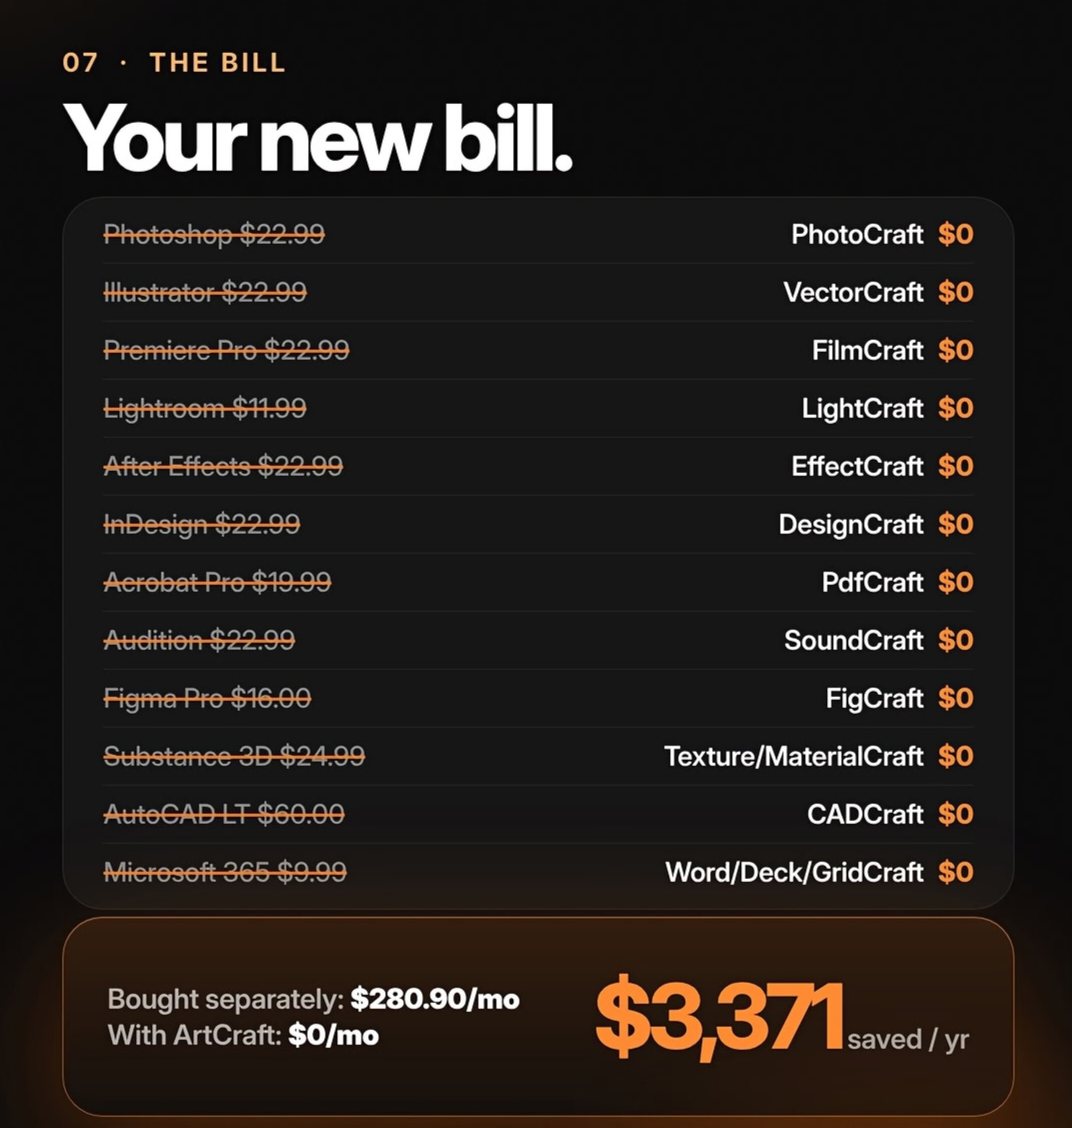 07 · THE BILL
Your new bill.
Photoshop $22.99 PhotoCraft $0
Illustrator $22.99 VectorCraft $0
Premiere Pro $22.99 FilmCraft $0
Lightroom $11.99 LightCraft $0
After Effects $22.99 EffectCraft $0
InDesign $22.99 DesignCraft $0
Acrobat Pro $19.99 PdfCraft $0
Audition $22.99 SoundCraft $0
Figma Pro $16.00 FigCraft $0
Substance 3D $24.99 Texture/MaterialCraft $0
AutoCAD LT $60.00 CADCraft $0
Microsoft 365 $9.99 Word/Deck/GridCraft $0
Bought separately: $280.90/mo
With ArtCraft: $0/mo
$3,371 saved / yr